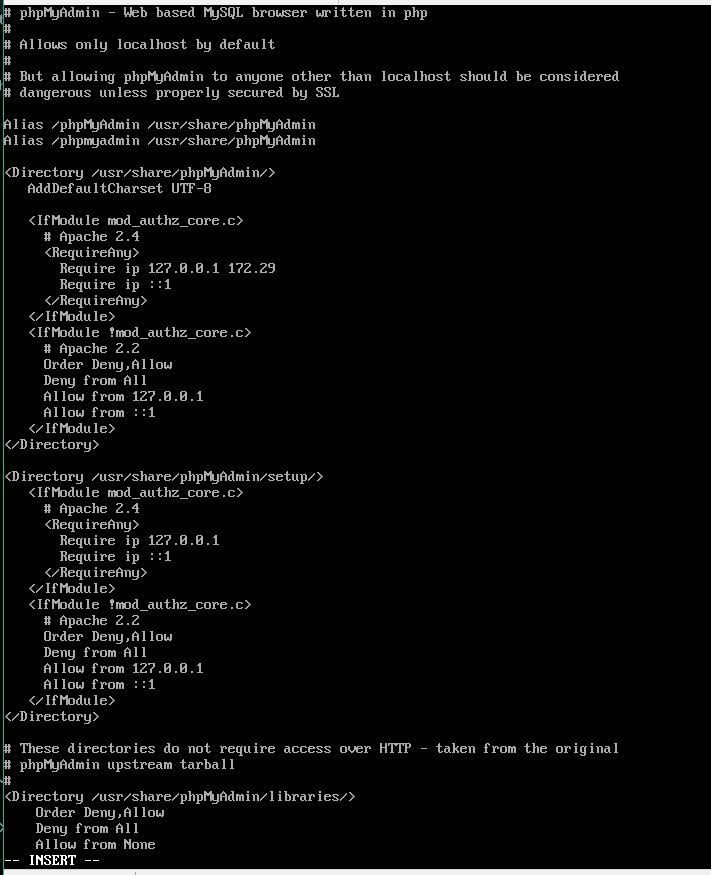 # phpMyAdmin - Web based MySQL browser written in php
#
# Allows only localhost by default
#
# But allowing phpMyAdmin to anyone other than localhost should be considered
# dangerous unless properly secured by SSL

Alias /phpMyAdmin /usr/share/phpMyAdmin
Alias /phpmyadmin /usr/share/phpMyAdmin

<Directory /usr/share/phpMyAdmin/>
   AddDefaultCharset UTF-8

   <IfModule mod_authz_core.c>
     # Apache 2.4
     <RequireAny>
       Require ip 127.0.0.1 172.29
       Require ip ::1
     </RequireAny>
   </IfModule>
   <IfModule !mod_authz_core.c>
     # Apache 2.2
     Order Deny,Allow
     Deny from All
     Allow from 127.0.0.1
     Allow from ::1
   </IfModule>
</Directory>

<Directory /usr/share/phpMyAdmin/setup/>
   <IfModule mod_authz_core.c>
     # Apache 2.4
     <RequireAny>
       Require ip 127.0.0.1
       Require ip ::1
     </RequireAny>
   </IfModule>
   <IfModule !mod_authz_core.c>
     # Apache 2.2
     Order Deny,Allow
     Deny from All
     Allow from 127.0.0.1
     Allow from ::1
   </IfModule>
</Directory>

# These directories do not require access over HTTP - taken from the original
# phpMyAdmin upstream tarball
#
<Directory /usr/share/phpMyAdmin/libraries/>
    Order Deny,Allow
    Deny from All
    Allow from None
-- INSERT --